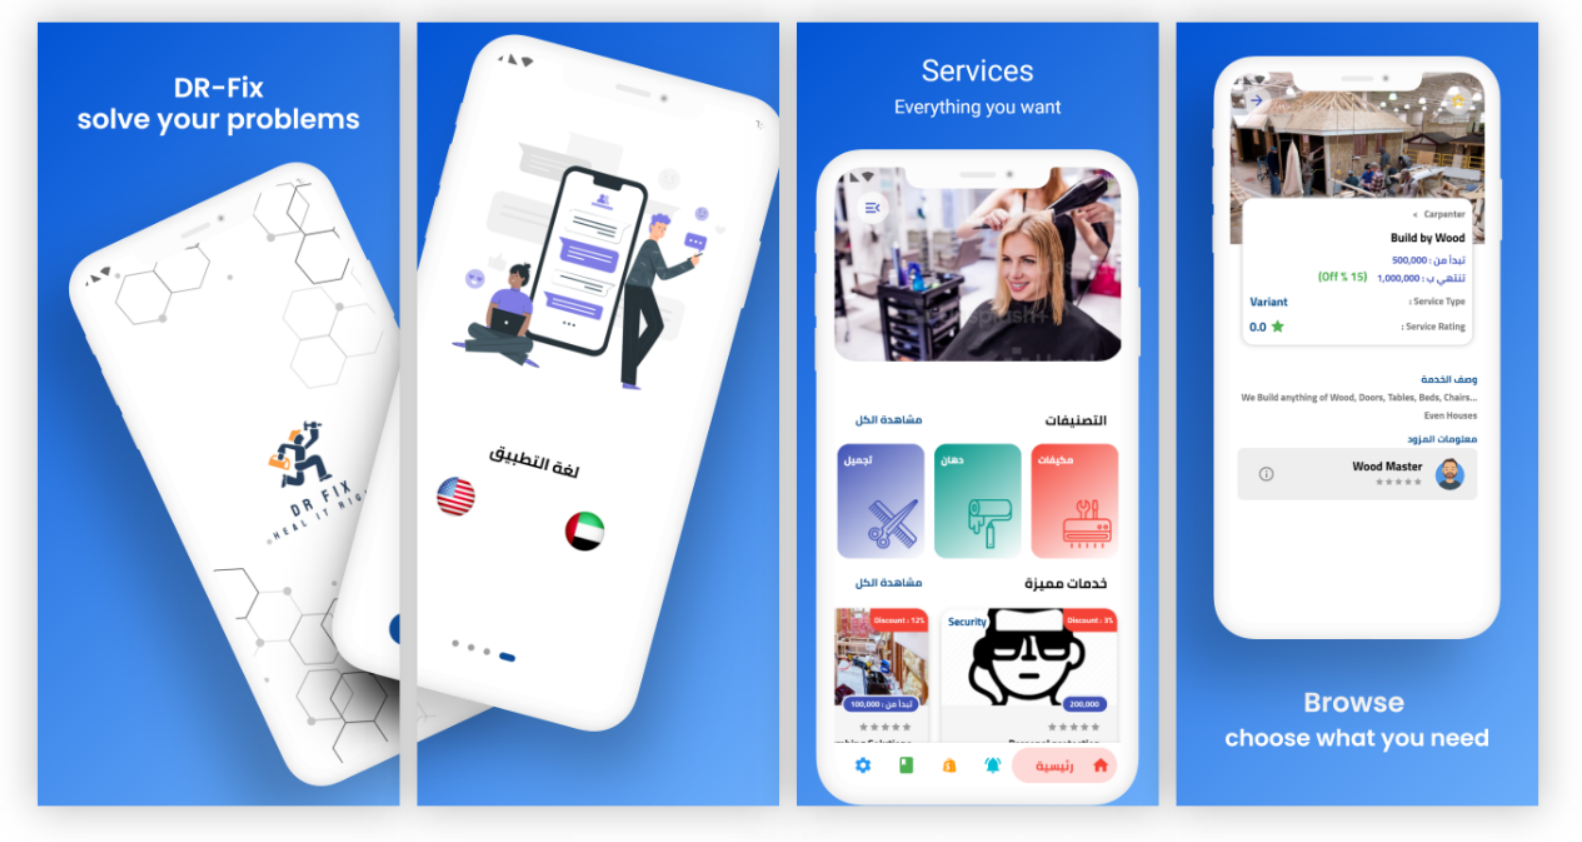 DR-Fix
solve your problems
DR FIX
HEAL IT
لغة التطبيق
Services
Everything you want
التصنيفات
مشاهدة الكل
مكيفات
دهان
تجميل
خدمات مميزة
مشاهدة الكل
Discount : 3%
Security
Discount : 12%
200,000
تبدأ من : 100,000
رئيسية
Carpenter >
Build by Wood
تبدأ من : 500,000
تنتهي ب : 1,000,000 (Off % 15)
Service Type :
Variant
Service Rating :
0.0
وصف الخدمة
We Build anything of Wood, Doors, Tables, Beds, Chairs...
Even Houses
معلومات المزود
Wood Master
Browse
choose what you need